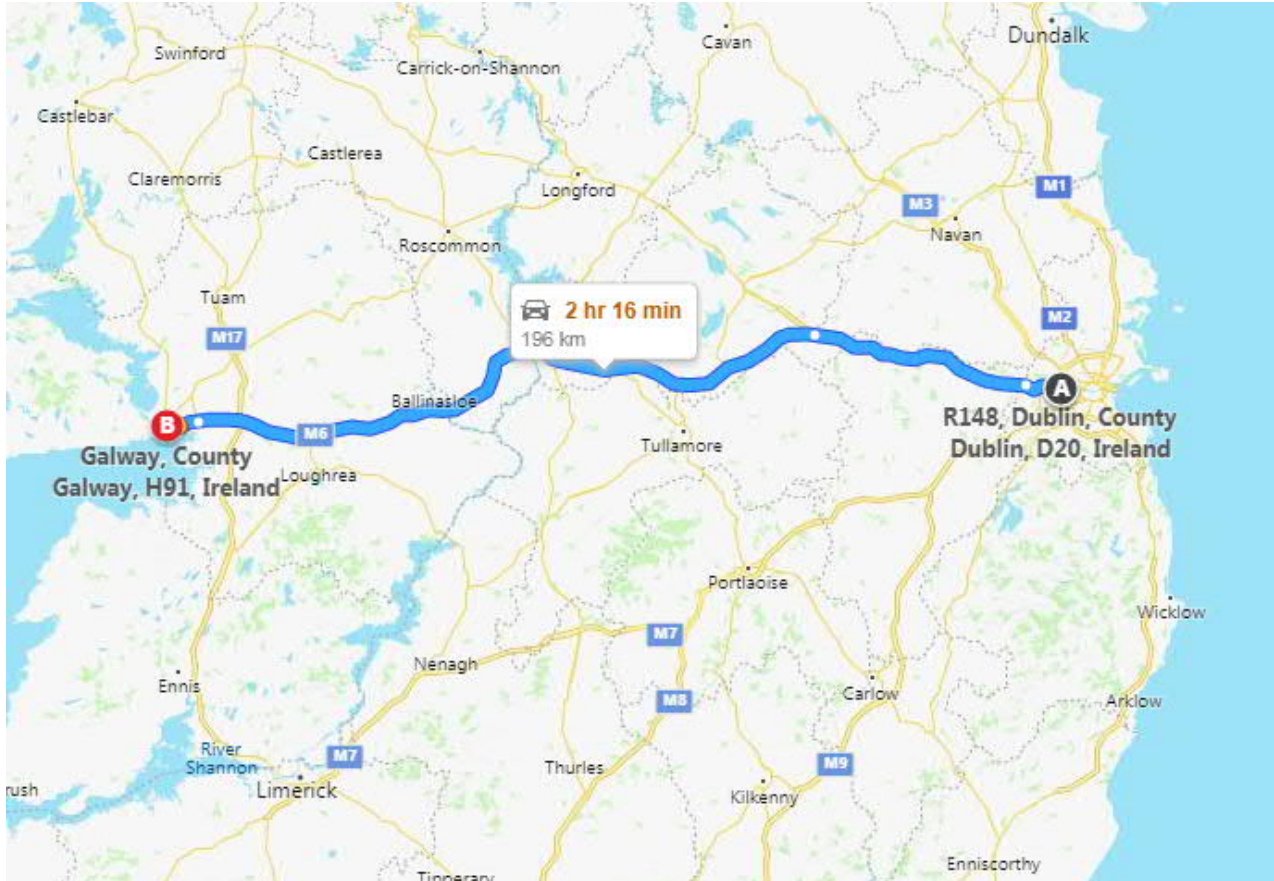 Dundalk
Cavan
Swinford
Carrick-on-Shannon
Castlebar
Castlerea
Claremorris
Longford
M1
M3
Navan
Roscommon
Tuam
2 hr 16 min
M2
196 km
M17
Ballinasloe
A
R148, Dublin, County
Dublin, D20, Ireland
B
M6
Galway, County
Galway, H91, Ireland
Tullamore
Loughrea
Portlaoise
Wicklow
M7
Nenagh
Ennis
Carlow
M8
Arklow
River
Shannon
M7
Thurles
M9
rush
Limerick
Kilkenny
Enniscorthy
Tipperary